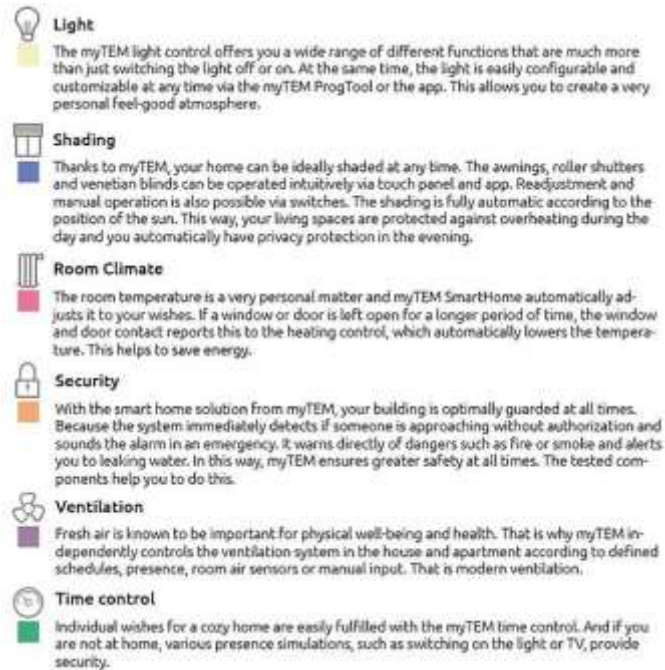 Light
The myTEM light control offers you a wide range of different functions that are much more
than just switching the light off or on. At the same time, the light is easily configurable and
customizable at any time via the myTEM ProgTool or the app. This allows you to create a very
personal feel-good atmosphere.
Shading
Thanks to myTEM, your home can be ideally shaded at any time. The awnings, roller shutters
and venetian blinds can be operated intuitively via touch panel and app. Readjustment and
manual operation is also possible via switches. The shading is fully automatic according to the
position of the sun. This way, your living spaces are protected against overheating during the
day and you automatically have privacy protection in the evening.
Room Climate
The room temperature is a very personal matter and myTEM SmartHome automatically ad-
justs it to your wishes. If a window or door is left open for a longer period of time, the window
and door contact reports this to the heating control, which automatically lowers the tempera-
ture. This helps to save energy.
Security
With the smart home solution from myTEM, your building is optimally guarded at all times.
Because the system immediately detects if someone is approaching without authorization and
sounds the alarm in an emergency. It warns directly of dangers such as fire or smoke and alerts
you to leaking water. In this way, myTEM ensures greater safety at all times. The tested com-
ponents help you to do this.
Ventilation
Fresh air is known to be important for physical well-being and health. That is why myTEM in-
dependently controls the ventilation system in the house and apartment according to defined
schedules, presence, room air sensors or manual input. That is modern ventilation.
Time control
Individual wishes for a cozy home are easily fulfilled with the myTEM time control. And if you
are not at home, various presence simulations, such as switching on the light or TV, provide
security.